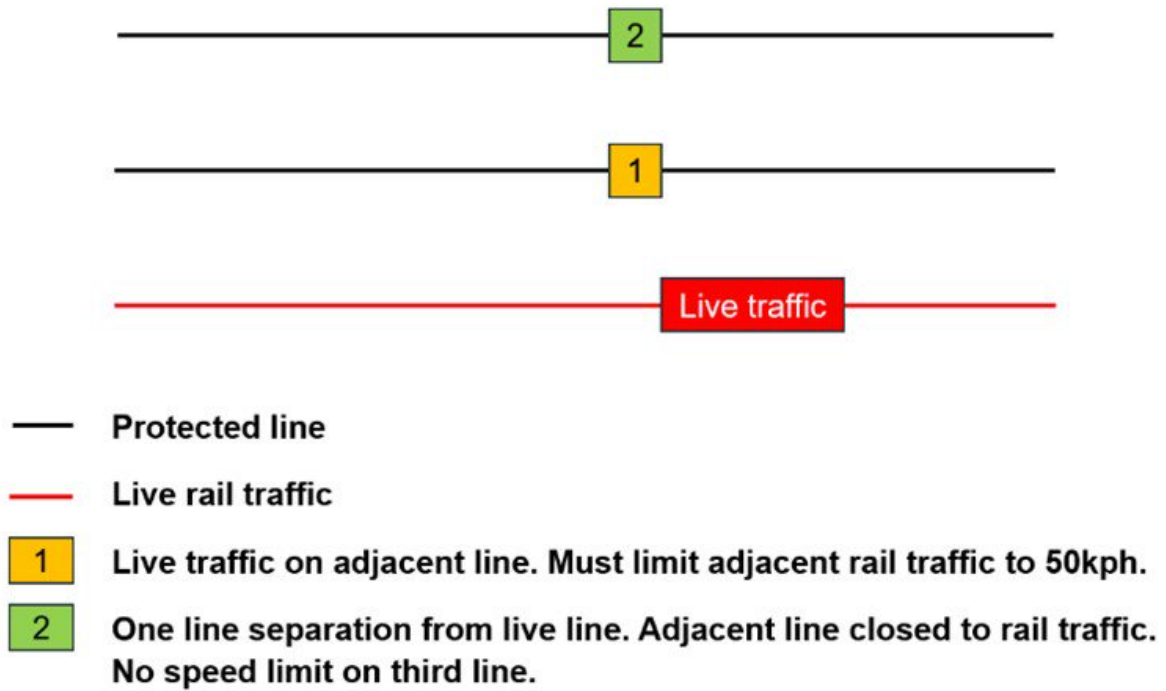 2
1
Live traffic
Protected line
Live rail traffic
1 Live traffic on adjacent line. Must limit adjacent rail traffic to 50kph.
2 One line separation from live line. Adjacent line closed to rail traffic.
No speed limit on third line.